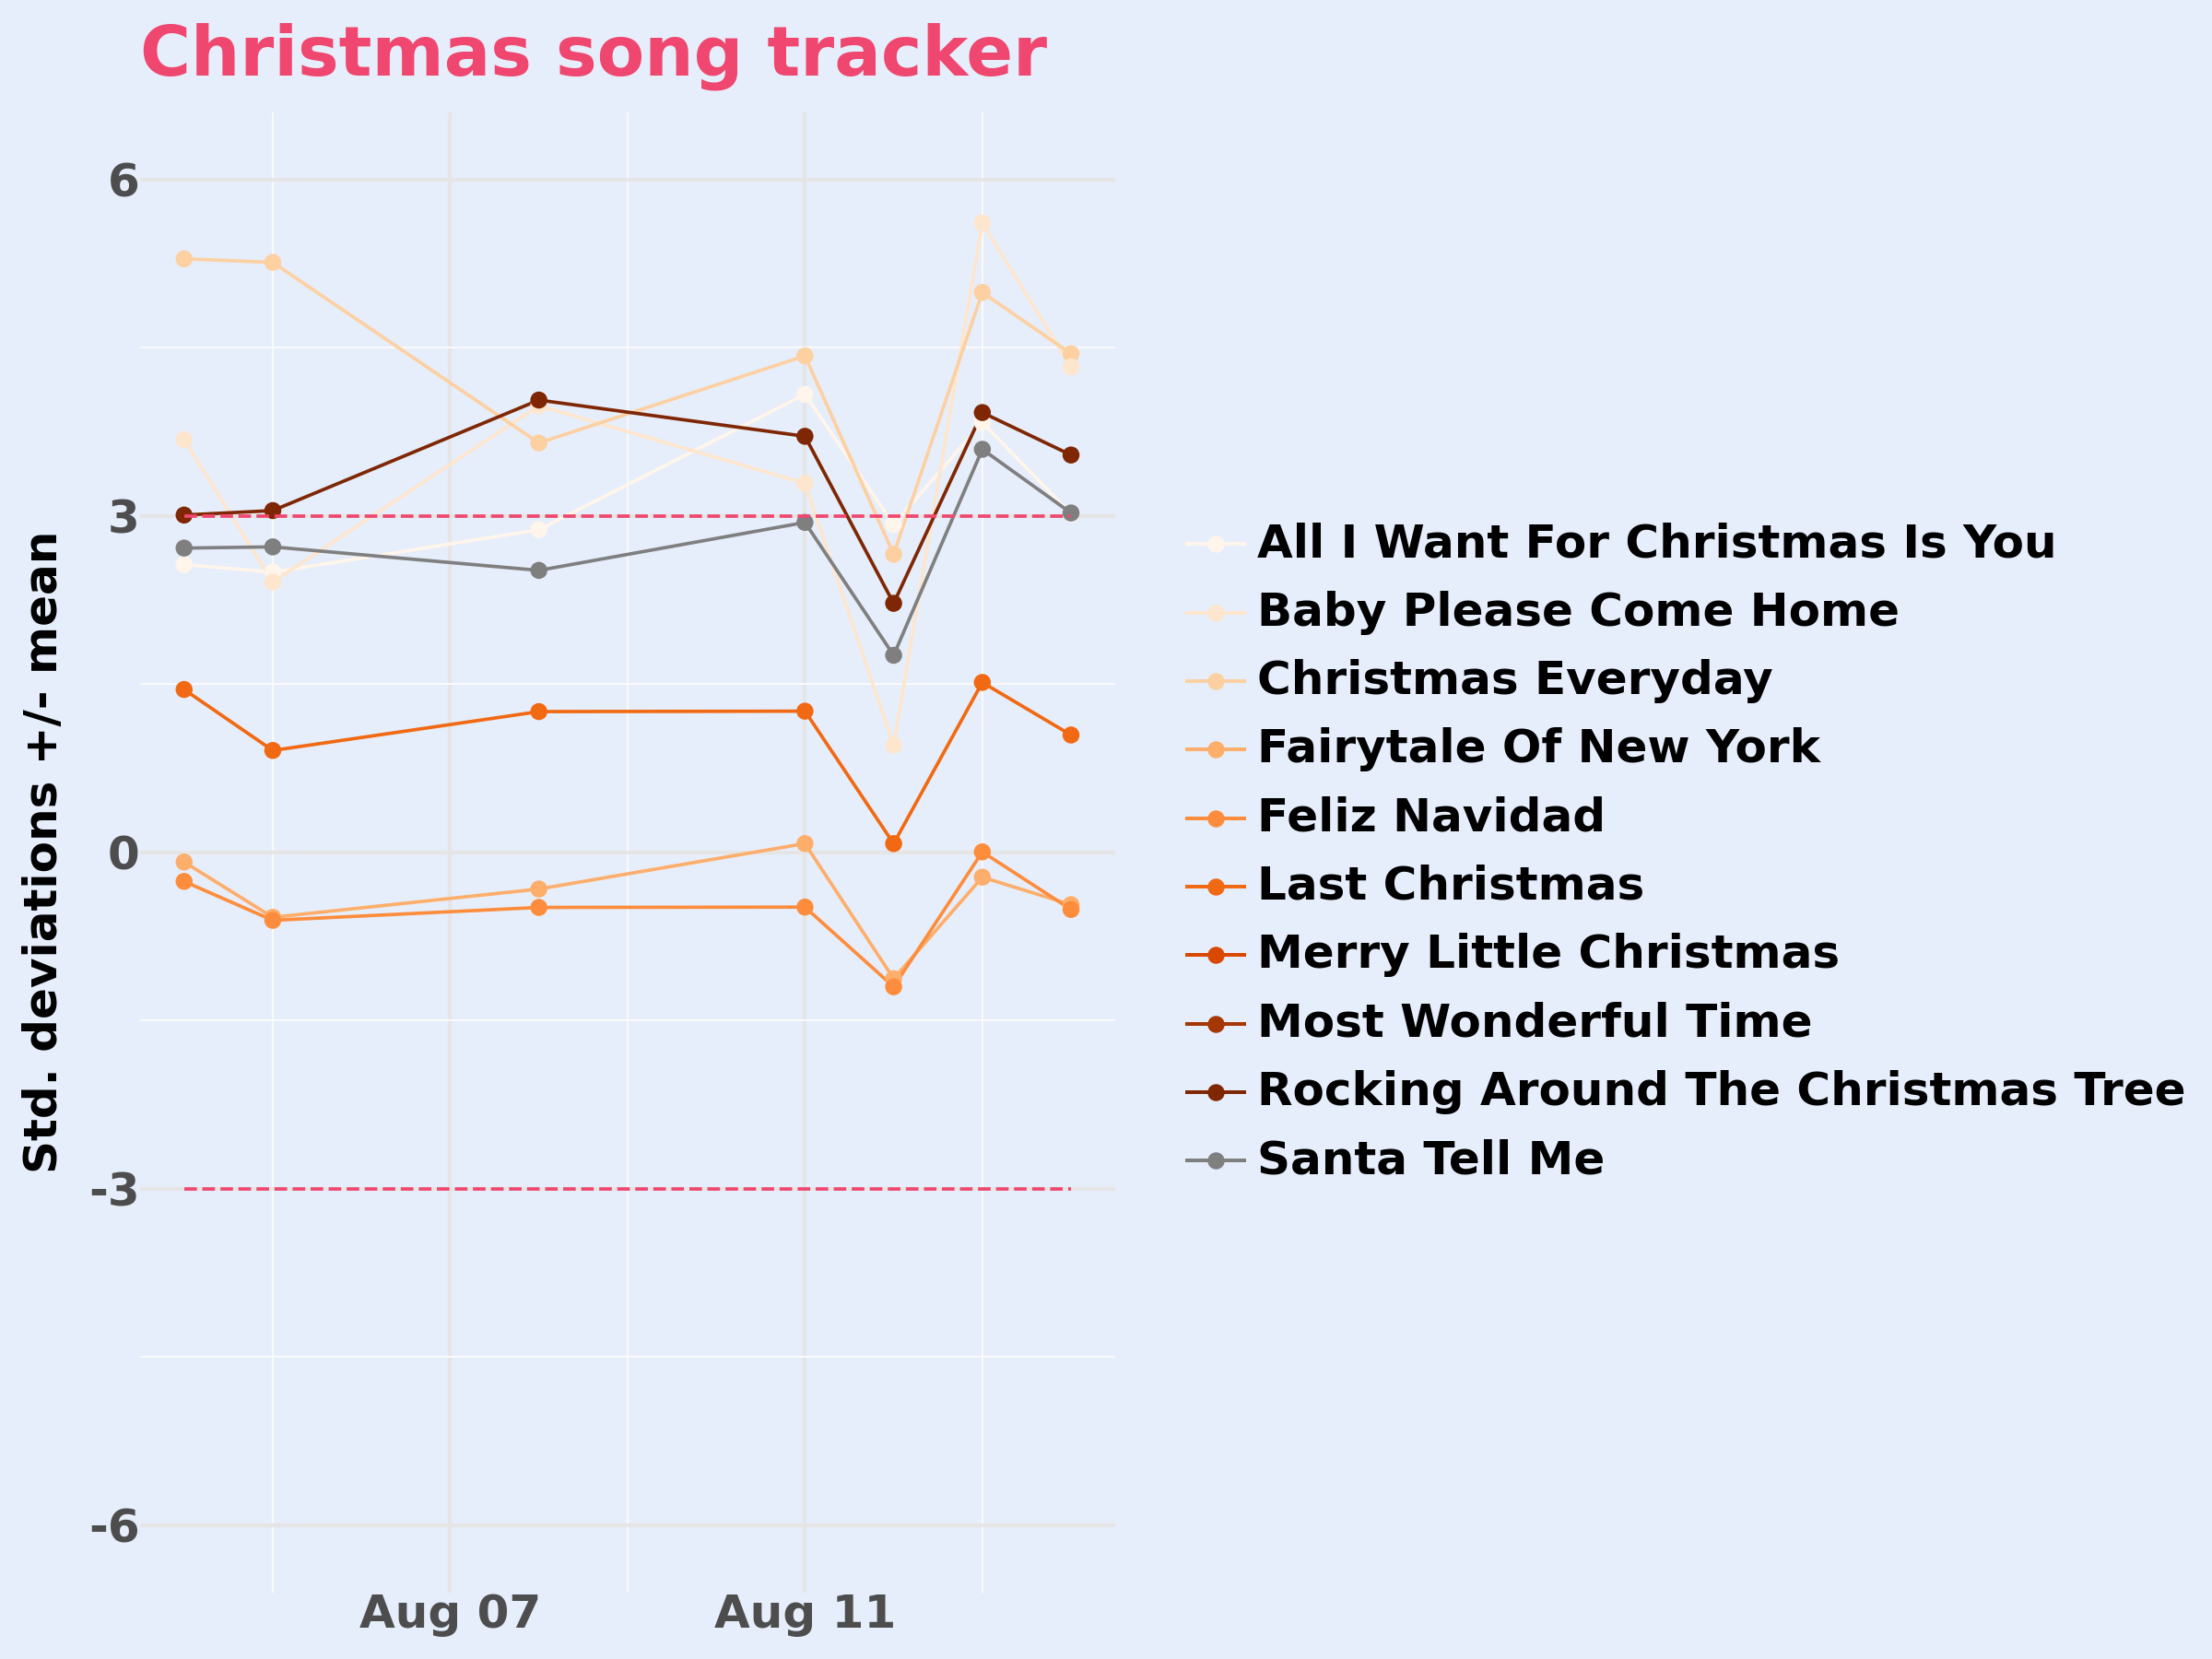 Christmas song tracker
Std. deviations +/- mean
6
3
0
-3
-6
Aug 07
Aug 11
All I Want For Christmas Is You
Baby Please Come Home
Christmas Everyday
Fairytale Of New York
Feliz Navidad
Last Christmas
Merry Little Christmas
Most Wonderful Time
Rocking Around The Christmas Tree
Santa Tell Me